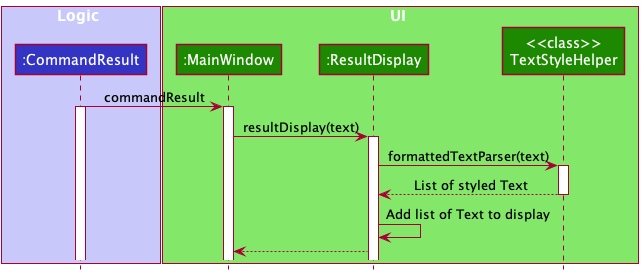 Logic
UI
:CommandResult
:MainWindow
:ResultDisplay
<<class>>
TextStyleHelper
commandResult
resultDisplay(text)
formattedTextParser(text)
List of styled Text
Add list of Text to display